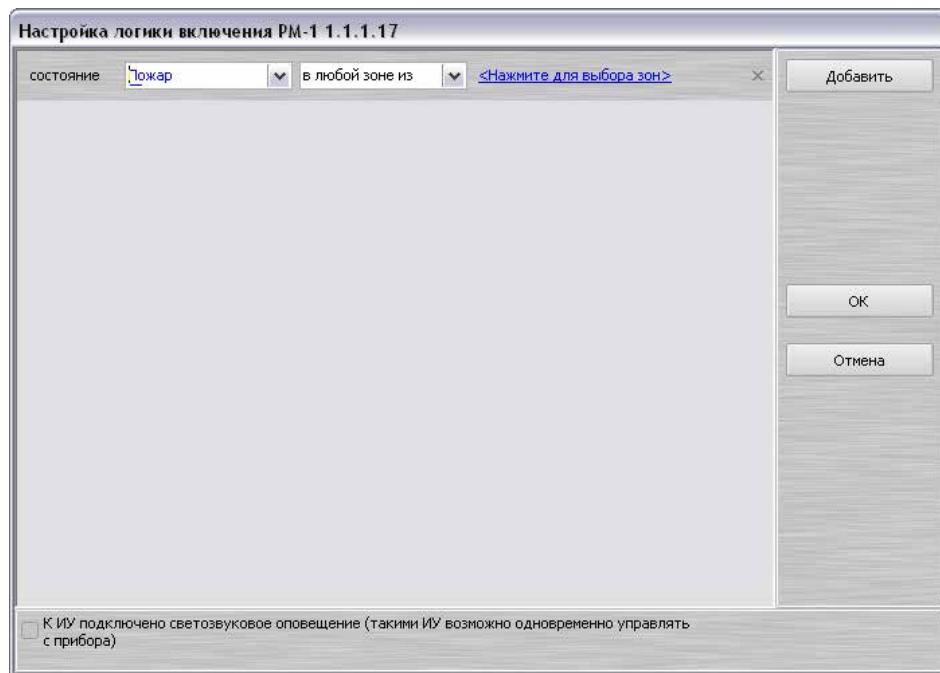 Настройка логики включения РМ-1 1.1.1.17
состояние Пожар в любой зоне из <Нажмите для выбора зон>
Добавить
ОК
Отмена
К ИУ подключено светозвуковое оповещение (такими ИУ возможно одновременно управлять
с прибора)